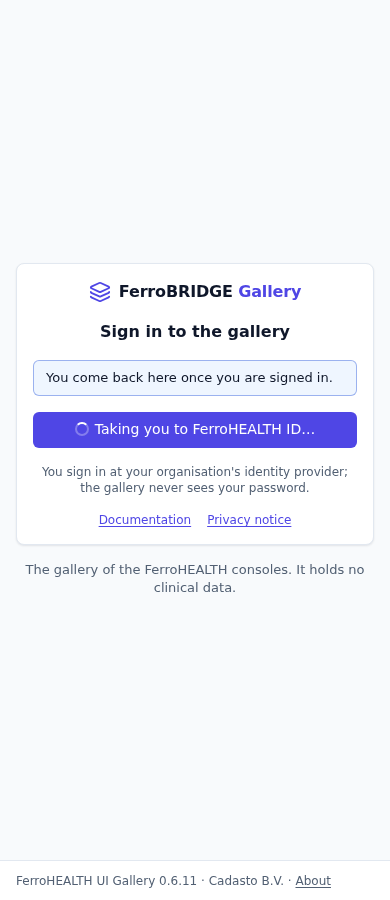 FerroBRIDGE Gallery
Sign in to the gallery
You come back here once you are signed in.
Taking you to FerroHEALTH ID…
You sign in at your organisation's identity provider;
the gallery never sees your password.
Documentation Privacy notice
The gallery of the FerroHEALTH consoles. It holds no
clinical data.
FerroHEALTH UI Gallery 0.6.11 · Cadasto B.V. · About